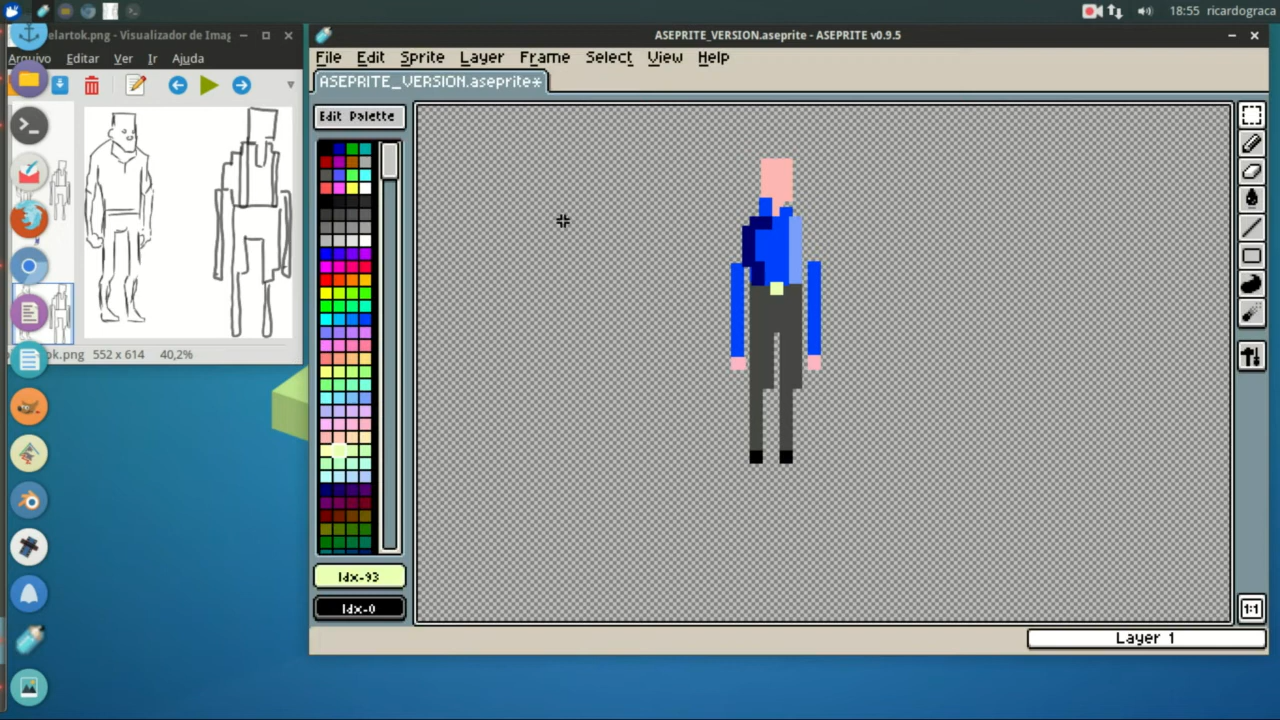 18:55 ricardograca
elartok.png - Visualizador de Imag
Arquivo Editar Ver Ir Ajuda
ok.png 552 x 614 40,2%
ASEPRITE_VERSION.aseprite - ASEPRITE v0.9.5
File Edit Sprite Layer Frame Select View Help
ASEPRITE_VERSION.aseprite*
Edit Palette
Idx-93
Idx-0
1:1
Layer 1